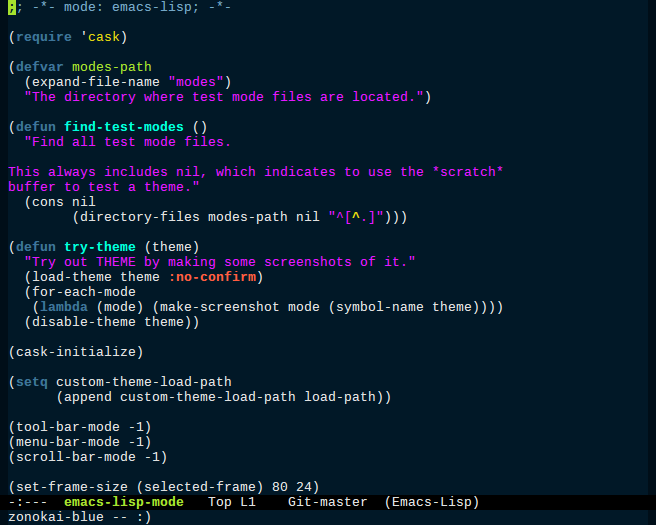 ;; -*- mode: emacs-lisp; -*-

(require 'cask)

(defvar modes-path
  (expand-file-name "modes")
  "The directory where test mode files are located.")

(defun find-test-modes ()
  "Find all test mode files.

This always includes nil, which indicates to use the *scratch*
buffer to test a theme."
  (cons nil
        (directory-files modes-path nil "^[^.]")))

(defun try-theme (theme)
  "Try out THEME by making some screenshots of it."
  (load-theme theme :no-confirm)
  (for-each-mode
   (lambda (mode) (make-screenshot mode (symbol-name theme))))
  (disable-theme theme))

(cask-initialize)

(setq custom-theme-load-path
      (append custom-theme-load-path load-path))

(tool-bar-mode -1)
(menu-bar-mode -1)
(scroll-bar-mode -1)

(set-frame-size (selected-frame) 80 24)
-:---  emacs-lisp-mode   Top L1    Git-master  (Emacs-Lisp)
zonokai-blue -- :)